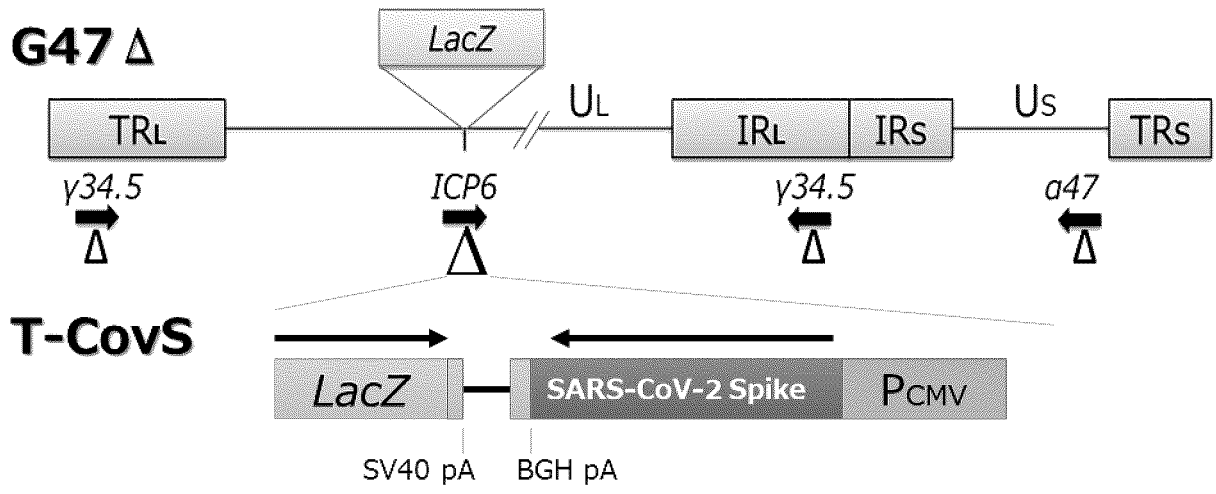 G47Δ
LacZ
UL
US
TRL
IRL
IRS
TRS
γ34.5
ICP6
γ34.5
α47
Δ
Δ
Δ
Δ
T-CovS
LacZ
SARS-CoV-2 Spike
PCMV
SV40 pA
BGH pA